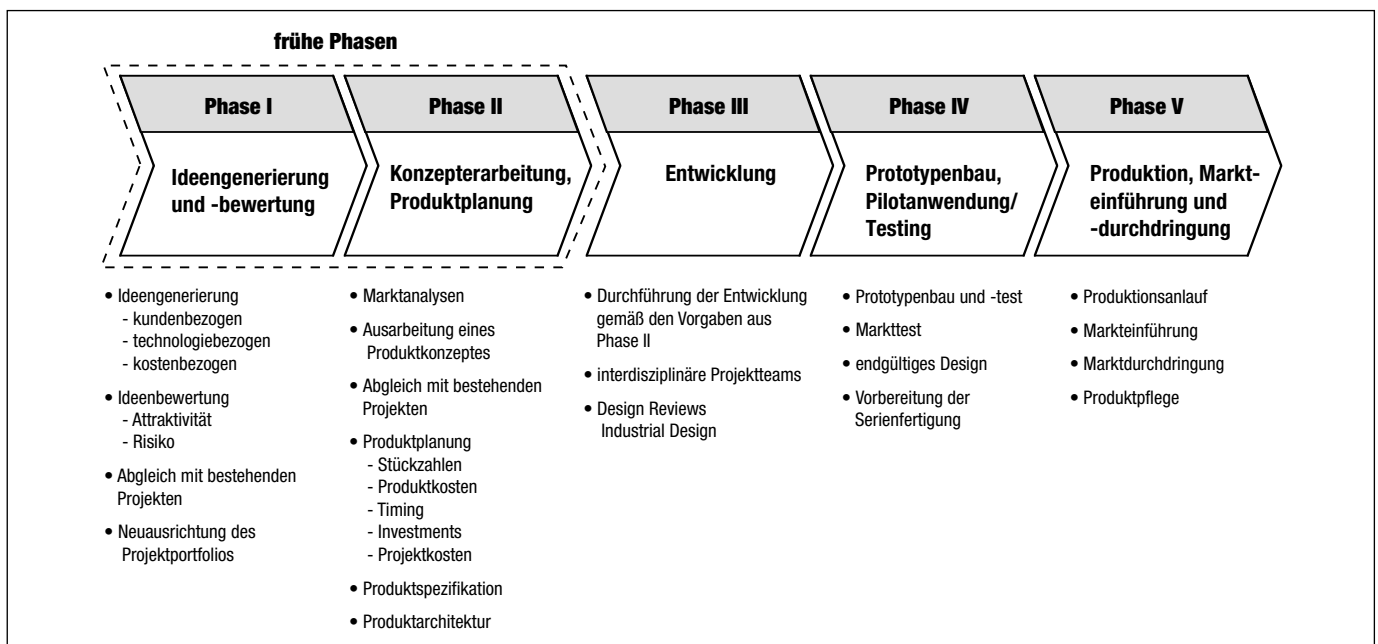 frühe Phasen
Phase I
Ideengenerierung
und -bewertung
• Ideengenerierung
- kundenbezogen
- technologiebezogen
- kostenbezogen
• Ideenbewertung
- Attraktivität
- Risiko
• Abgleich mit bestehenden
Projekten
• Neuausrichtung des
Projektportfolios
Phase II
Konzepterarbeitung,
Produktplanung
• Marktanalysen
• Ausarbeitung eines
Produktkonzeptes
• Abgleich mit bestehenden
Projekten
• Produktplanung
- Stückzahlen
- Produktkosten
- Timing
- Investments
- Projektkosten
• Produktspezifikation
• Produktarchitektur
Phase III
Entwicklung
• Durchführung der Entwicklung
gemäß den Vorgaben aus
Phase II
• interdisziplinäre Projektteams
• Design Reviews
Industrial Design
Phase IV
Prototypenbau,
Pilotanwendung/
Testing
• Prototypenbau und -test
• Markttest
• endgültiges Design
• Vorbereitung der
Serienfertigung
Phase V
Produktion, Markt-
einführung und
-durchdringung
• Produktionsanlauf
• Markteinführung
• Marktdurchdringung
• Produktpflege